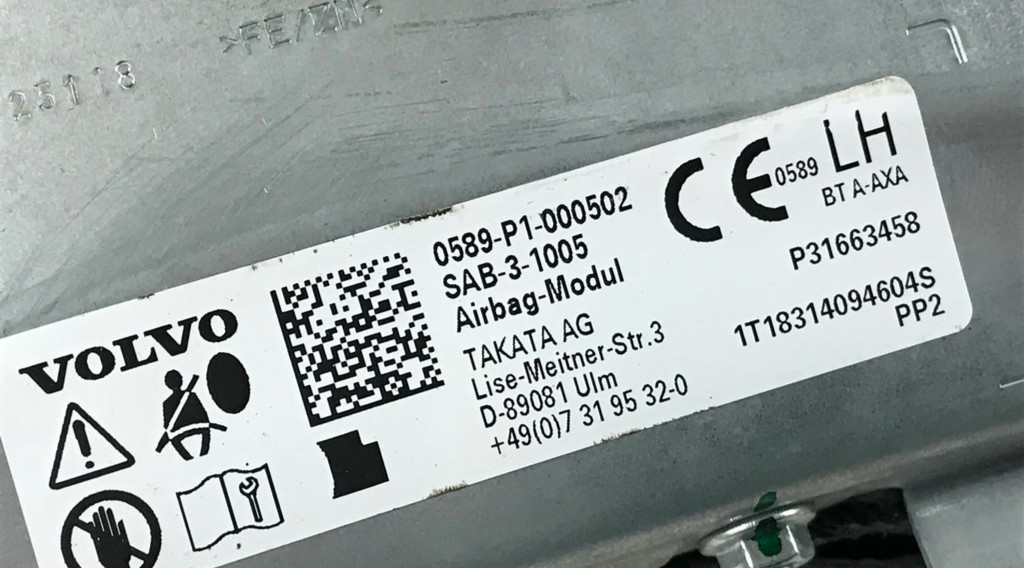 >FE/ZN<
25118
VOLVO
0589-P1-000502
SAB-3-1005
Airbag-Modul
TAKATA AG
Lise-Meitner-Str.3
D-89081 Ulm
+49(0)7 31 95 32-0
CE 0589
LH
BT A-AXA
P31663458
1T18314094604S
PP2